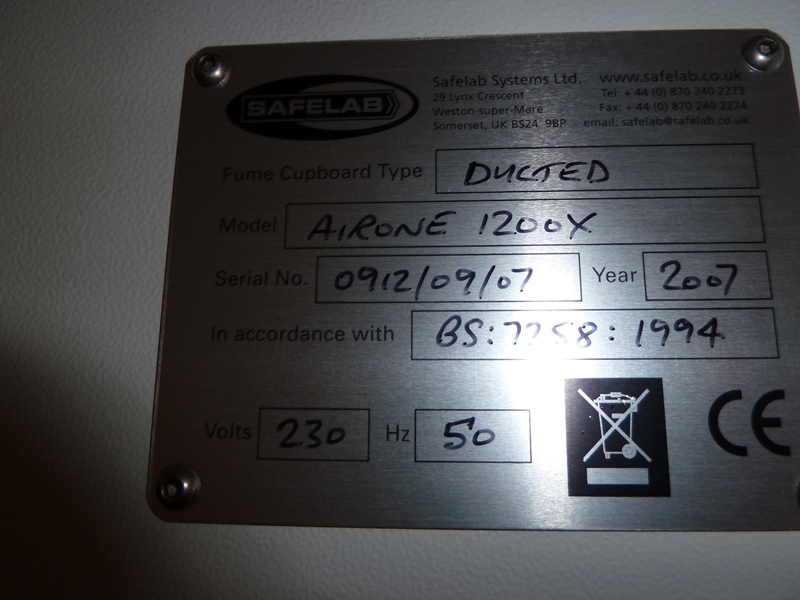 SAFELAB
Safelab Systems Ltd.
29 Lynx Crescent
Weston-super-Mare
Somerset, UK BS24 9BP
www.safelab.co.uk
Tel: + 44 (0) 870 240 2273
Fax: + 44 (0) 870 240 2274
email: safelab@safelab.co.uk
Fume Cupboard Type DUCTED
Model AIRONE 1200X
Serial No. 0912/09/07 Year 2007
In accordance with BS:7258:1994
Volts 230 Hz 50
CE